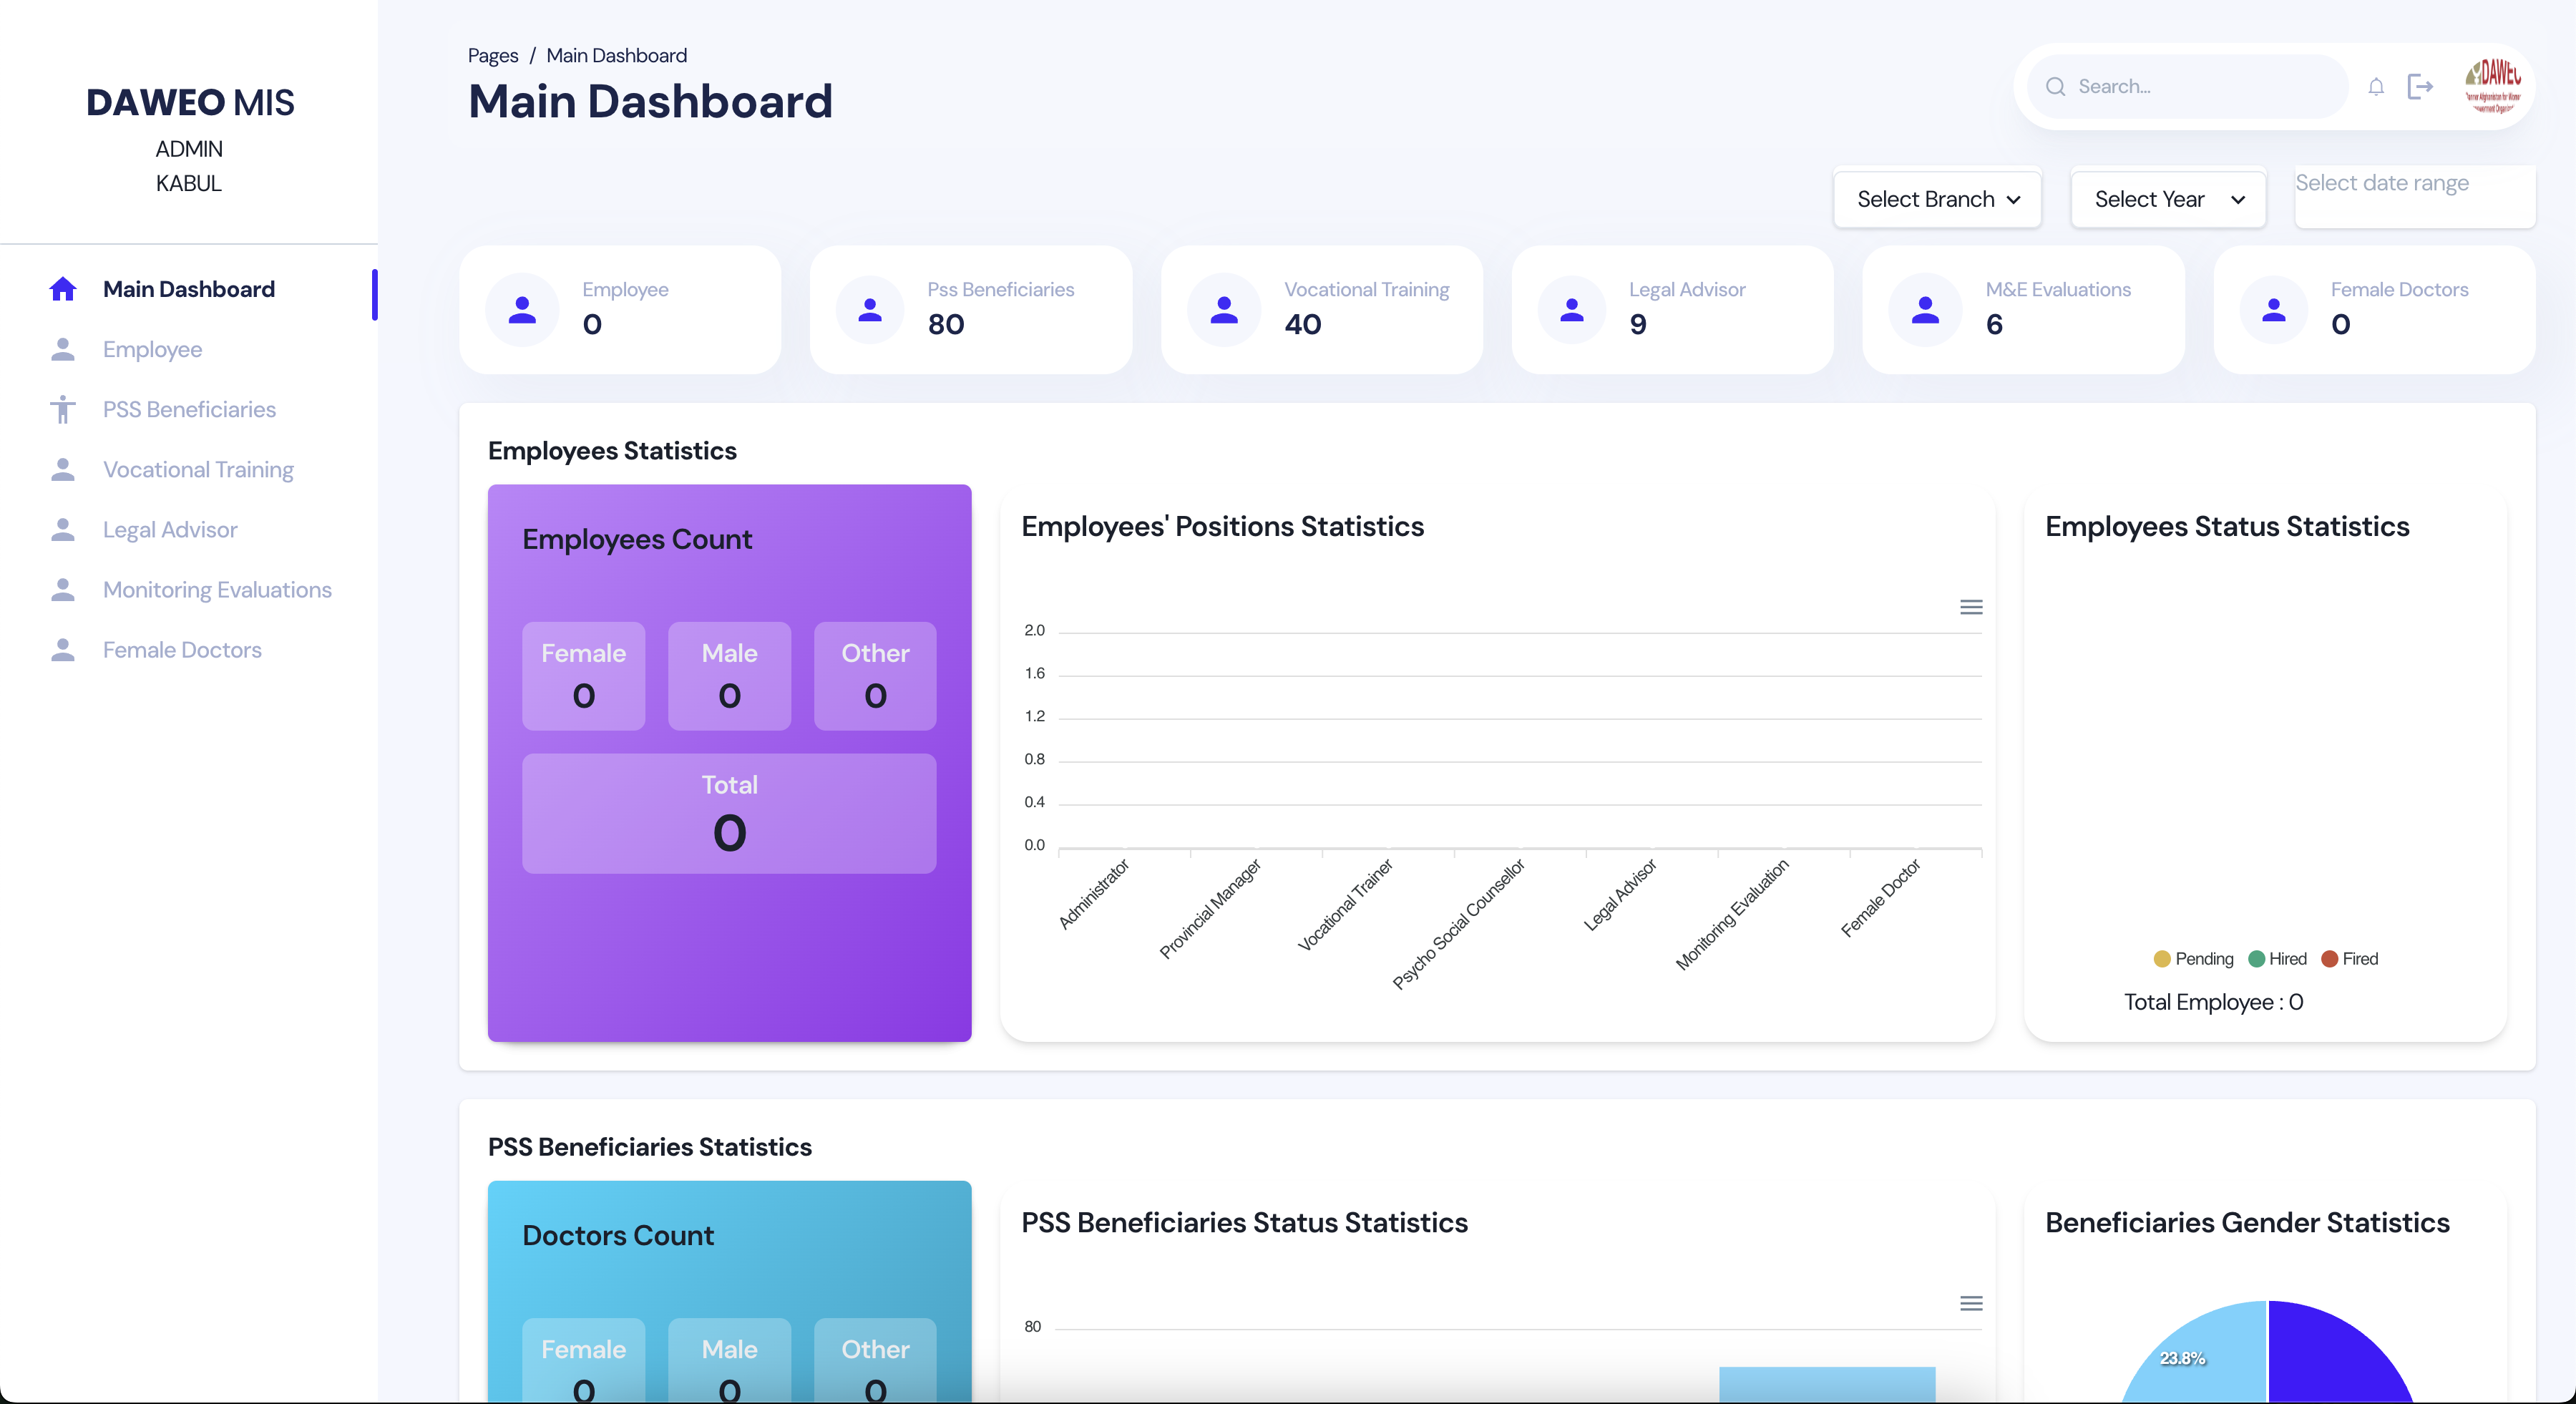 DAWEO MIS
ADMIN
KABUL
Main Dashboard
Employee
PSS Beneficiaries
Vocational Training
Legal Advisor
Monitoring Evaluations
Female Doctors
Pages / Main Dashboard
Main Dashboard
Search...
DAWEO
Select Branch
Select Year
Select date range
Employee
0
Pss Beneficiaries
80
Vocational Training
40
Legal Advisor
9
M&E Evaluations
6
Female Doctors
0
Employees Statistics
Employees Count
Female
0
Male
0
Other
0
Total
0
Employees' Positions Statistics
2.0
1.6
1.2
0.8
0.4
0.0
Administrator
Provincial Manager
Vocational Trainer
Psycho Social Counsellor
Legal Advisor
Monitoring Evaluation
Female Doctor
Employees Status Statistics
Pending Hired Fired
Total Employee : 0
PSS Beneficiaries Statistics
Doctors Count
Female
0
Male
0
Other
0
PSS Beneficiaries Status Statistics
80
Beneficiaries Gender Statistics
23.8%